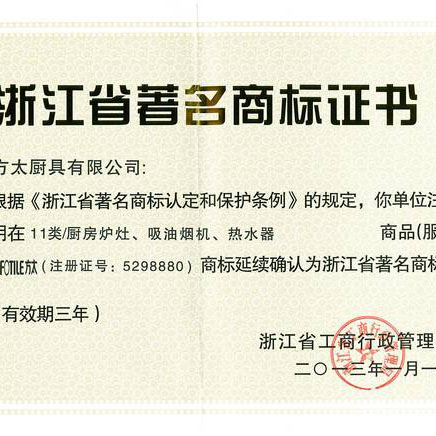 浙江省著名商标证书
方太厨具有限公司:
根据《浙江省著名商标认定和保护条例》的规定，你单位注
用在 11类/厨房炉灶、吸油烟机、热水器 商品(服
FOTILE方太 (注册证号: 5298880) 商标延续确认为浙江省著名商标
有效期三年)
浙江省工商行政管理
二〇一三年一月一